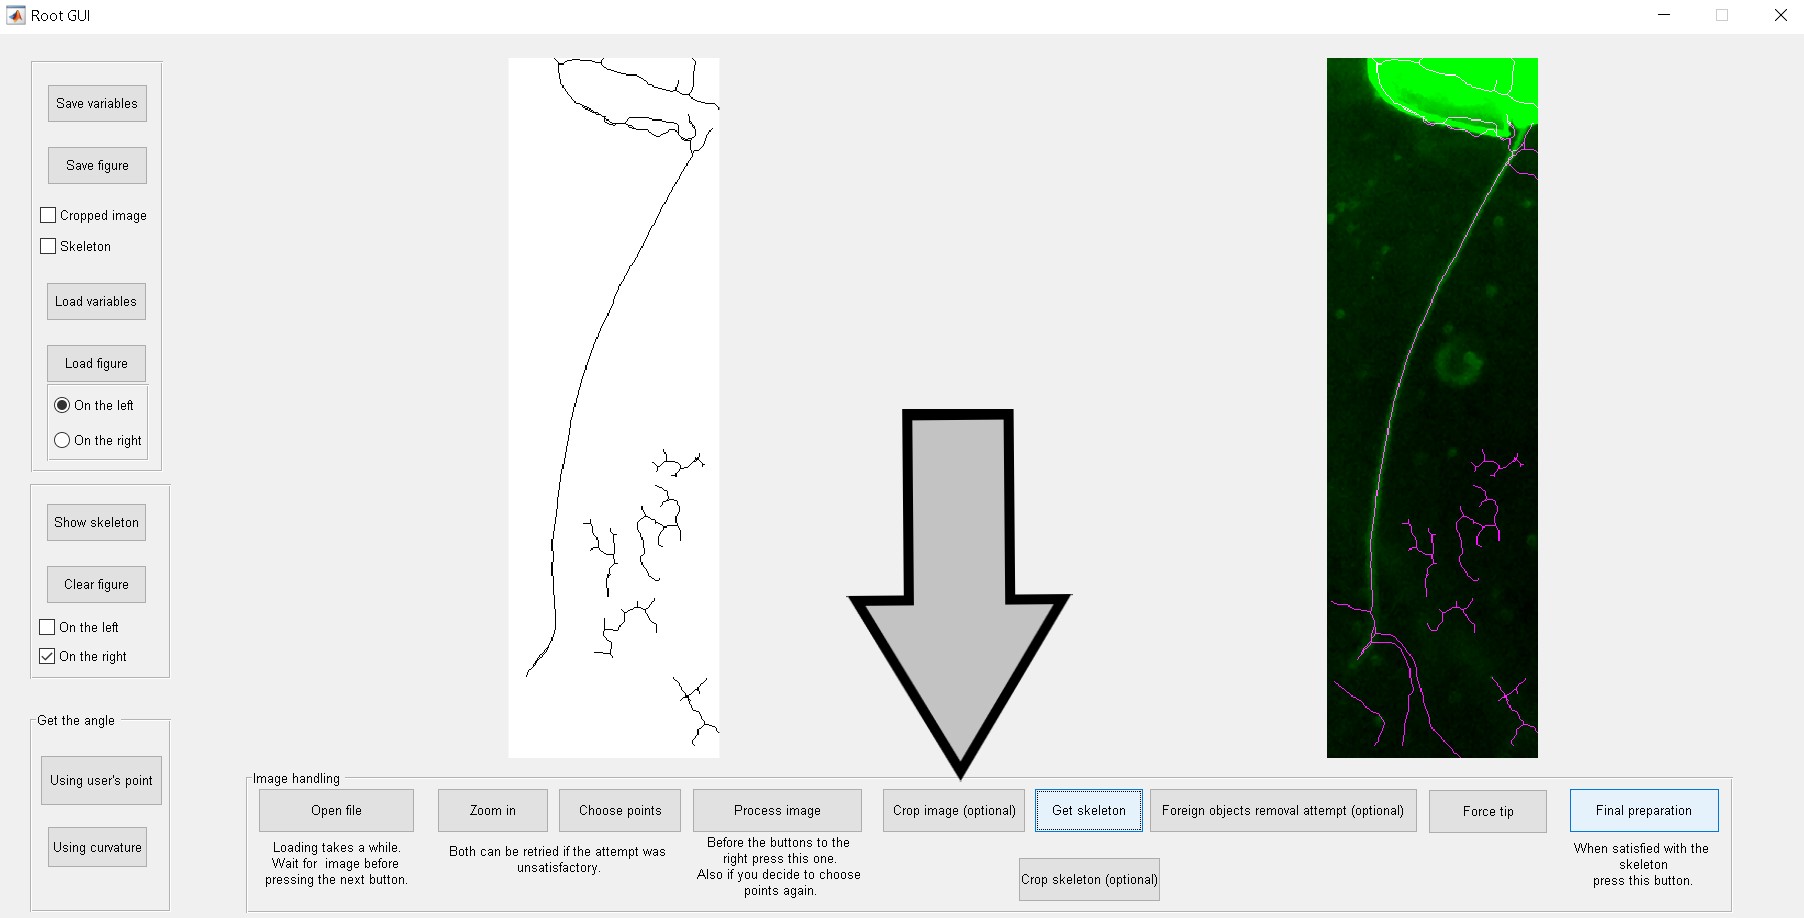 Root GUI
Save variables
Save figure
Cropped image
Skeleton
Load variables
Load figure
On the left
On the right
Show skeleton
Clear figure
On the left
On the right
Get the angle
Using user's point
Using curvature
Image handling
Open file
Loading takes a while.
Wait for image before
pressing the next button.
Zoom in
Choose points
Both can be retried if the attempt was
unsatisfactory.
Process image
Before the buttons to the
right press this one.
Also if you decide to choose
points again.
Crop image (optional)
Get skeleton
Crop skeleton (optional)
Foreign objects removal attempt (optional)
Force tip
Final preparation
When satisfied with the
skeleton
press this button.